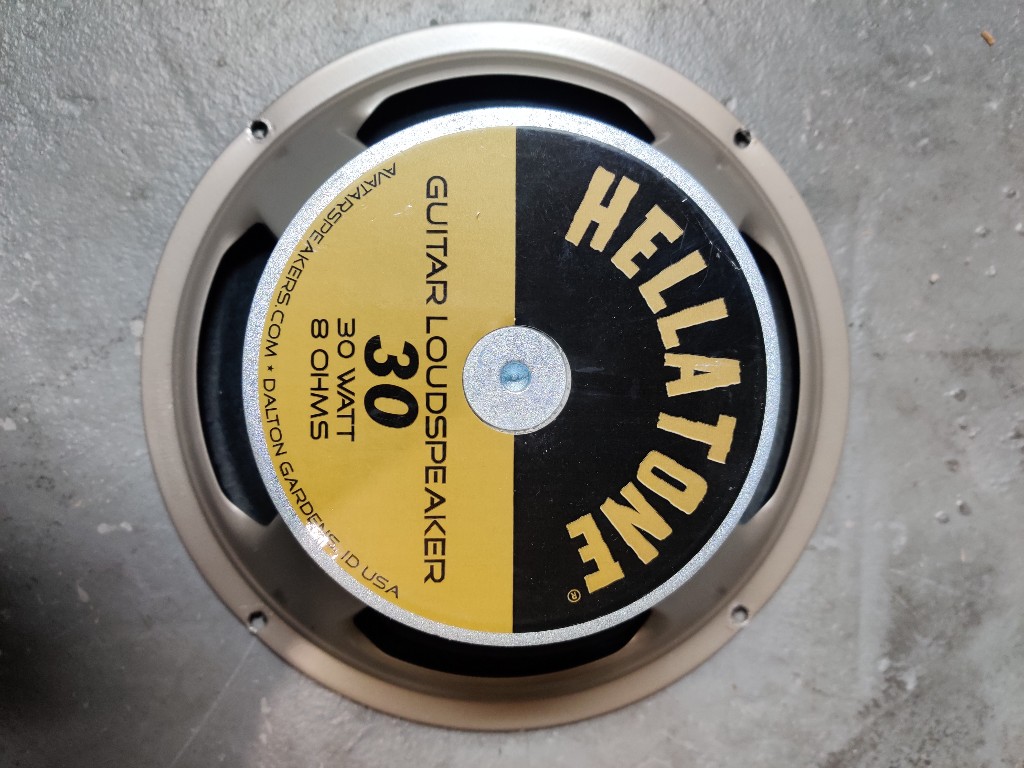 HELLATONE®
GUITAR LOUDSPEAKER
30
30 WATT
8 OHMS
AVATARSPEAKERS.COM * DALTON GARDENS, ID USA